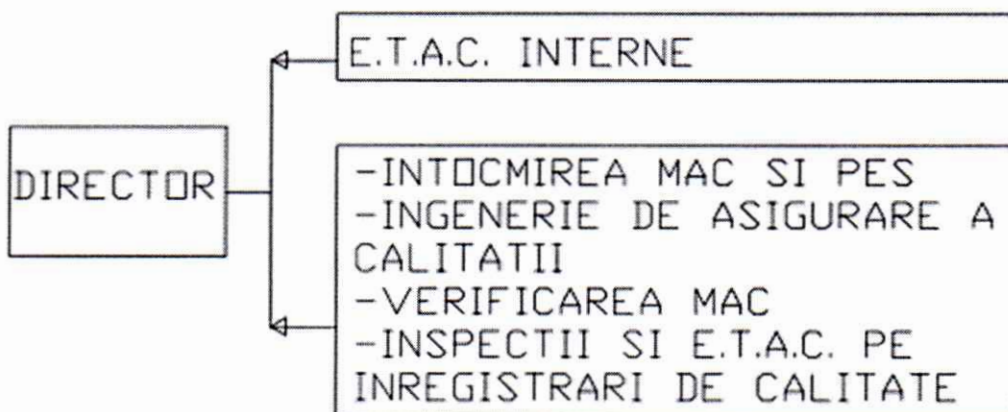 E.T.A.C. INTERNE
DIRECTOR
-INTOCMIREA MAC SI PES
-INGENERIE DE ASIGURARE A
CALITATII
-VERIFICAREA MAC
-INSPECTII SI E.T.A.C. PE
INREGISTRARI DE CALITATE